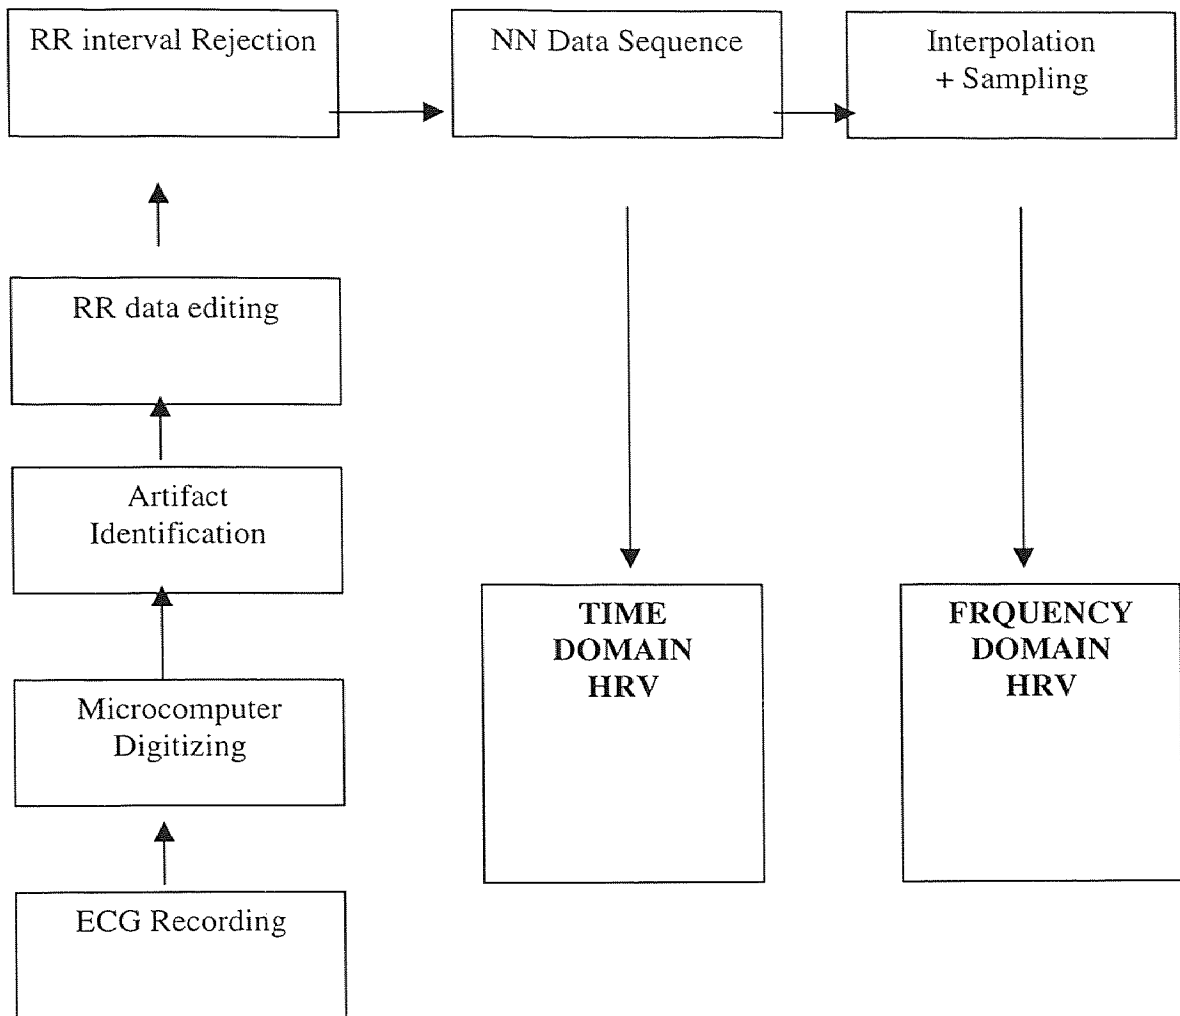 RR interval Rejection
NN Data Sequence
Interpolation
+ Sampling
RR data editing
Artifact
Identification
TIME
DOMAIN
HRV
FRQUENCY
DOMAIN
HRV
Microcomputer
Digitizing
ECG Recording